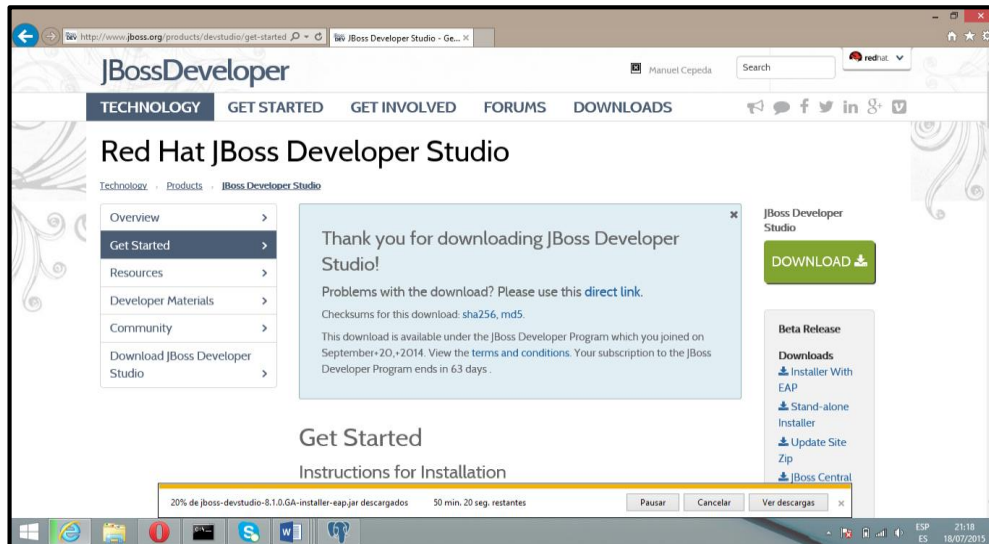 http://www.jboss.org/products/devstudio/get-started
JBoss Developer Studio - Ge...
JBossDeveloper
Manuel Cepeda
Search
redhat.
TECHNOLOGY GET STARTED GET INVOLVED FORUMS DOWNLOADS
Red Hat JBoss Developer Studio
Technology Products JBoss Developer Studio
Overview
Get Started
Resources
Developer Materials
Community
Download JBoss Developer
Studio
Thank you for downloading JBoss Developer
Studio!
Problems with the download? Please use this direct link.
Checksums for this download: sha256, md5.
This download is available under the JBoss Developer Program which you joined on
September+20,+2014. View the terms and conditions. Your subscription to the JBoss
Developer Program ends in 63 days .
Get Started
Instructions for Installation
JBoss Developer
Studio
DOWNLOAD
Beta Release
Downloads
Installer With
EAP
Stand-alone
Installer
Update Site
Zip
JBoss Central
20% de jboss-devstudio-8.1.0.GA-installer-eap.jar descargados 50 min. 20 seg. restantes Pausar Cancelar Ver descargas
ESP 21:18
ES 18/07/2015